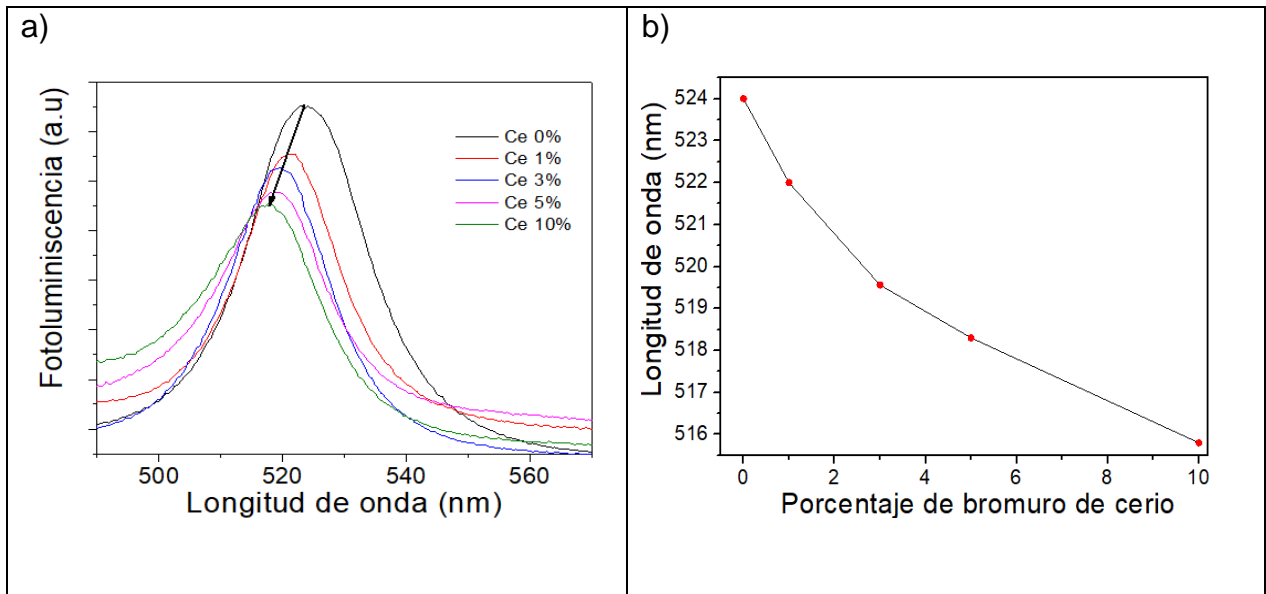 a)
Fotoluminiscencia (a.u)
Ce 0%
Ce 1%
Ce 3%
Ce 5%
Ce 10%
500 520 540 560
Longitud de onda (nm)
b)
Longitud de onda (nm)
524
522
520
519
518
517
516
0 2 4 6 8 10
Porcentaje de bromuro de cerio